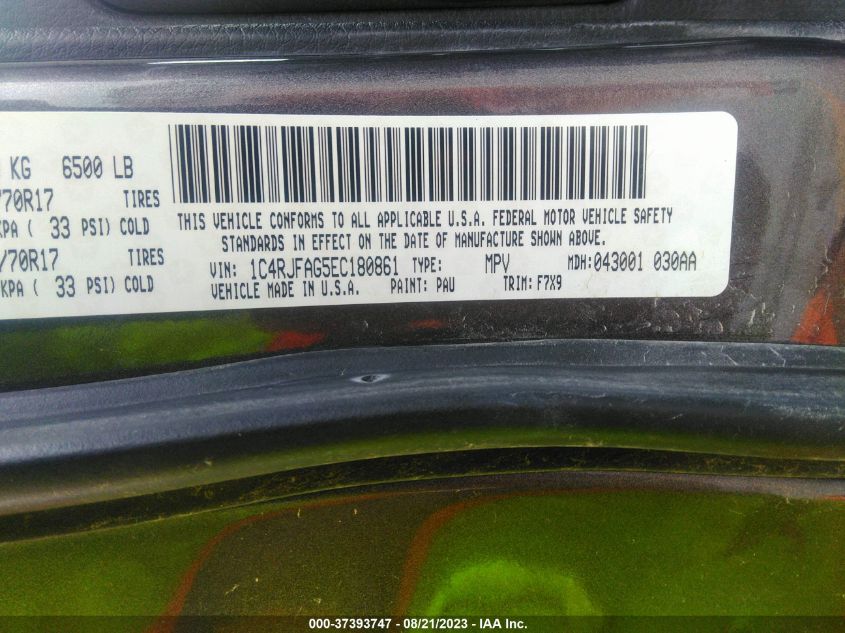 KG 6500 LB
70R17 TIRES
KPA ( 33 PSI) COLD
/70R17 TIRES
KPA ( 33 PSI) COLD
THIS VEHICLE CONFORMS TO ALL APPLICABLE U.S.A. FEDERAL MOTOR VEHICLE SAFETY
STANDARDS IN EFFECT ON THE DATE OF MANUFACTURE SHOWN ABOVE.
VIN: 1C4RJFAG5EC180861 TYPE: MPV MDH: 043001 030AA
VEHICLE MADE IN U.S.A. PAINT: PAU TRIM: F7X9
000-37393747 - 08/21/2023 - IAA Inc.